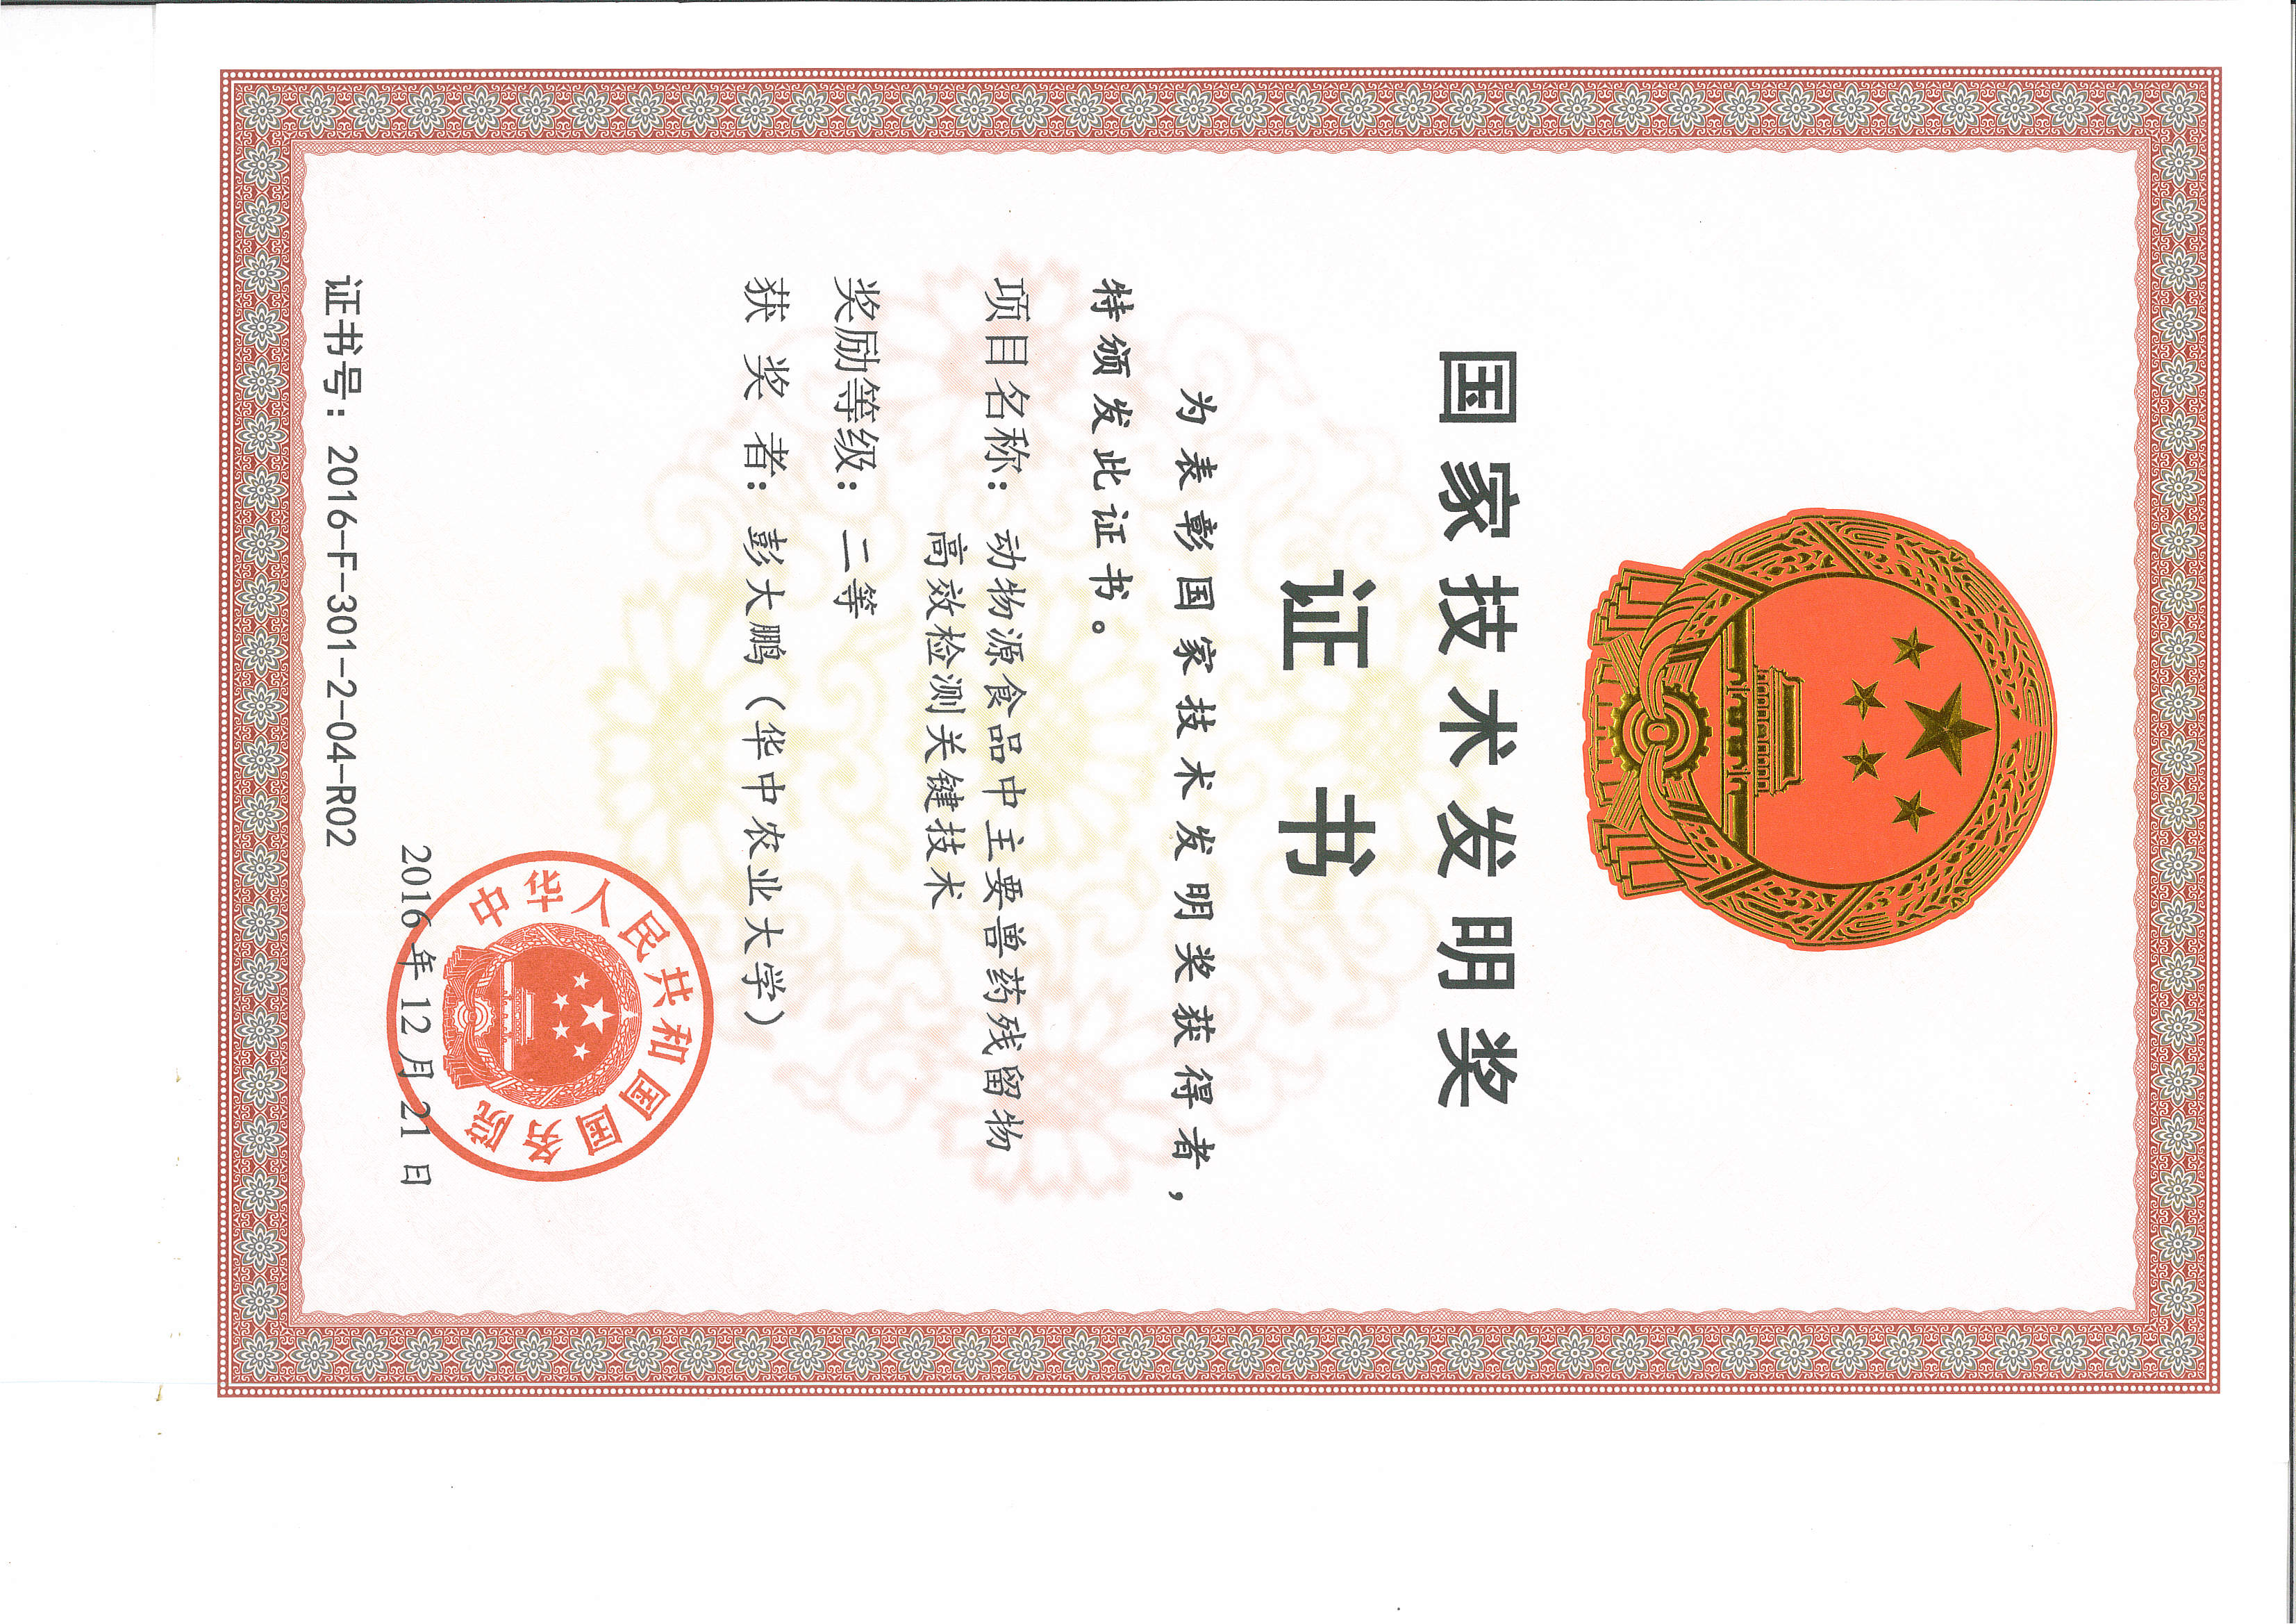 国家技术发明奖
证书
为表彰国家技术发明奖获得者，
特颁发此证书。
项目名称：动物源食品中主要兽药残留物
高效检测关键技术
奖励等级：二等
获奖者：彭大鹏（华中农业大学）
中华人民共和国国务院
2016年12月21日
证书号：2016-F-301-2-04-R02